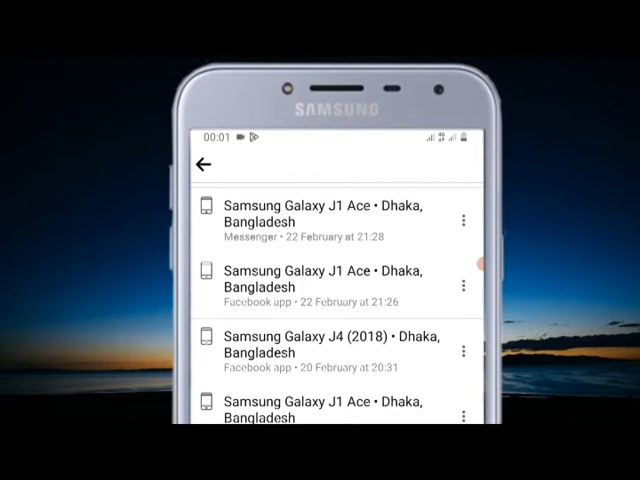 SAMSUNG
00:01
Samsung Galaxy J1 Ace • Dhaka,
Bangladesh
Messenger • 22 February at 21:28
Samsung Galaxy J1 Ace • Dhaka,
Bangladesh
Facebook app • 22 February at 21:26
Samsung Galaxy J4 (2018) • Dhaka,
Bangladesh
Facebook app • 20 February at 20:31
Samsung Galaxy J1 Ace • Dhaka,
Bangladesh